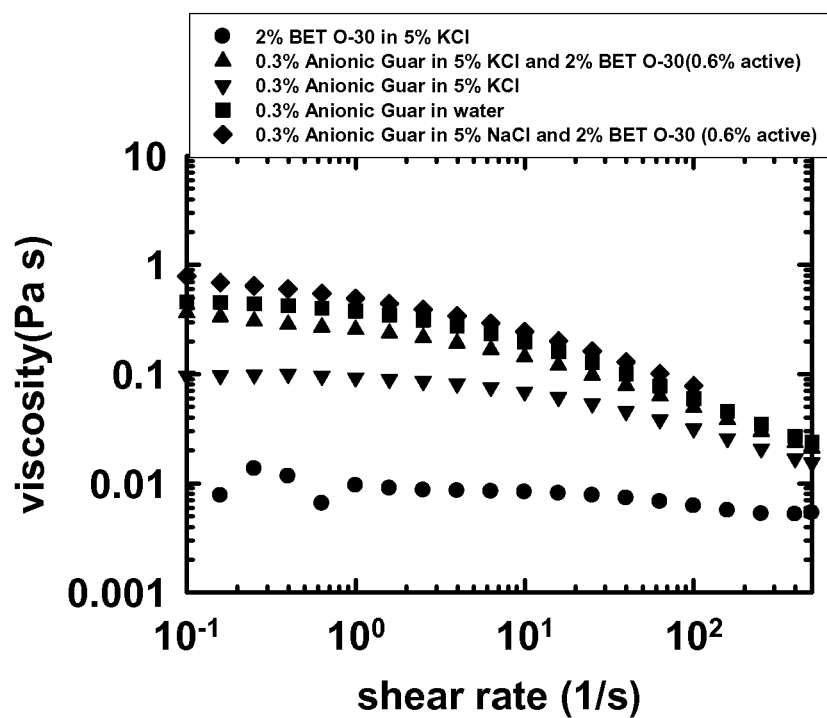 2% BET O-30 in 5% KCl
0.3% Anionic Guar in 5% KCl and 2% BET O-30(0.6% active)
0.3% Anionic Guar in 5% KCl
0.3% Anionic Guar in water
0.3% Anionic Guar in 5% NaCl and 2% BET O-30 (0.6% active)
10
1
0.1
0.01
0.001
viscosity(Pa s)
10⁻¹ 10⁰ 10¹ 10²
shear rate (1/s)